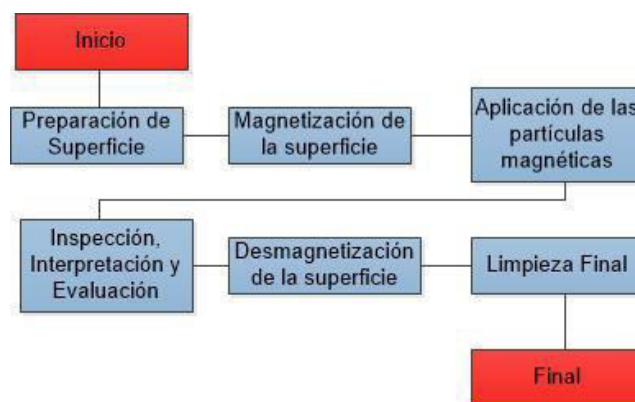 Inicio
Preparación de
Superficie
Magnetización de
la superficie
Aplicación de las
partículas
magnéticas
Inspección,
Interpretación y
Evaluación
Desmagnetización
de la superficie
Limpieza Final
Final